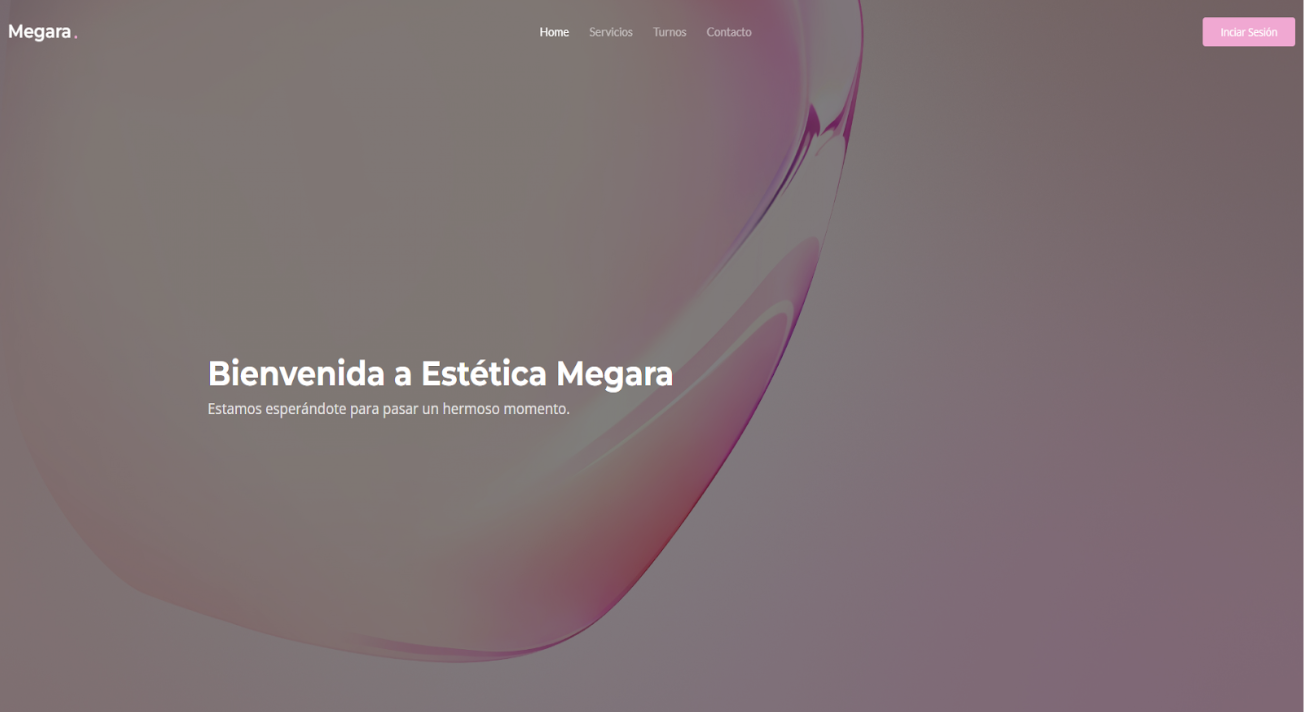 Megara.
Home Servicios Turnos Contacto
Inciar Sesión
Bienvenida a Estética Megara
Estamos esperándote para pasar un hermoso momento.